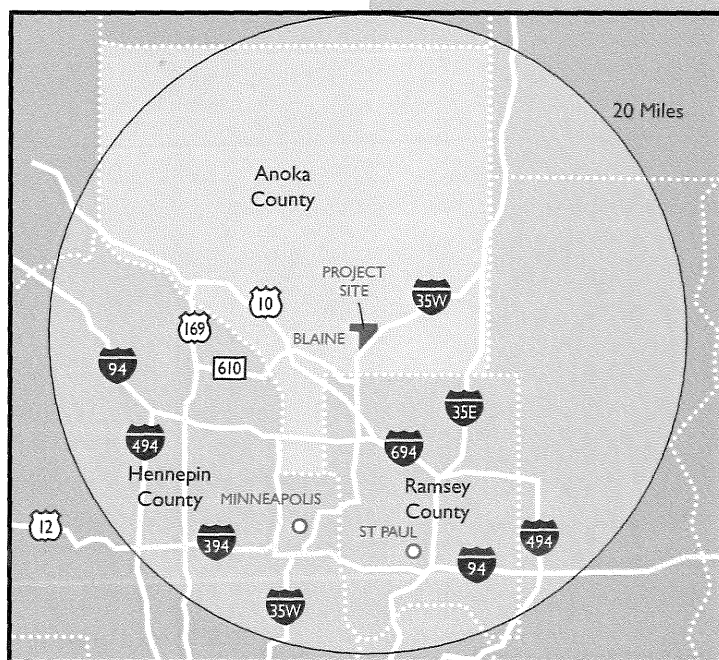 20 Miles
Anoka
County
PROJECT
SITE
10
35W
169
BLAINE
94
610
35E
494
694
Hennepin
County
Ramsey
County
MINNEAPOLIS
12
ST PAUL
394
494
94
35W